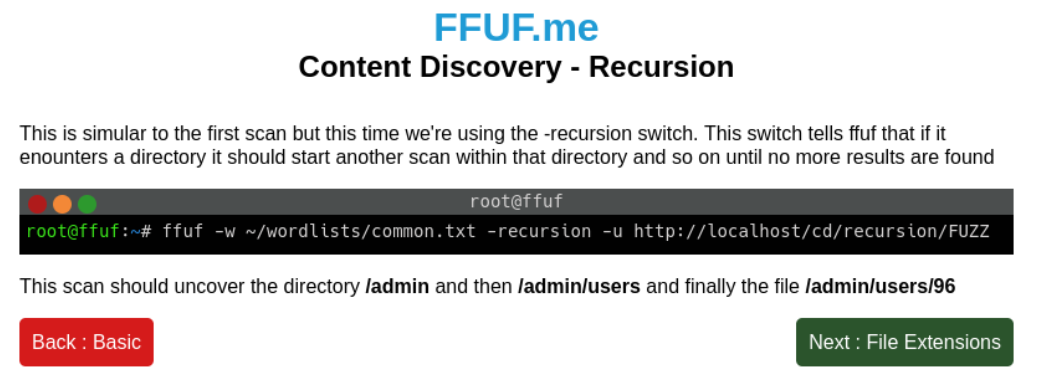 FFUF.me
Content Discovery - Recursion
This is simular to the first scan but this time we're using the -recursion switch. This switch tells ffuf that if it
enounters a directory it should start another scan within that directory and so on until no more results are found
root@ffuf
root@ffuf:~# ffuf -w ~/wordlists/common.txt -recursion -u http://localhost/cd/recursion/FUZZ
This scan should uncover the directory /admin and then /admin/users and finally the file /admin/users/96
Back : Basic
Next : File Extensions